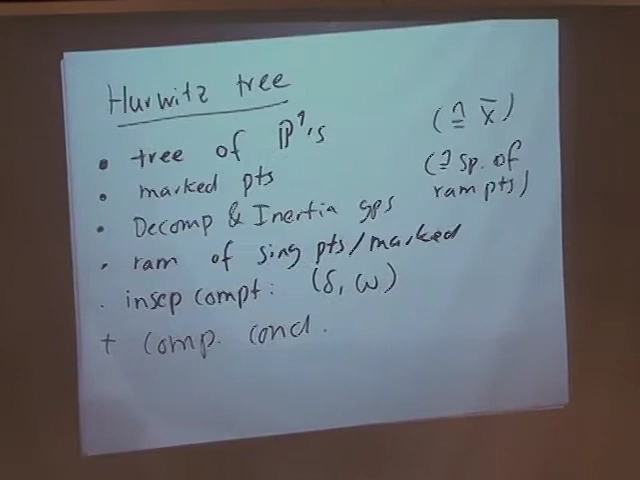 Hurwitz tree
• tree of ℙ¹'s (≙ X̄)
• marked pts (≙ sp. of ram pts)
• Decomp & Inertia gps
• ram of sing pts/marked
• insep compt: (δ, ω)
+ comp. cond.